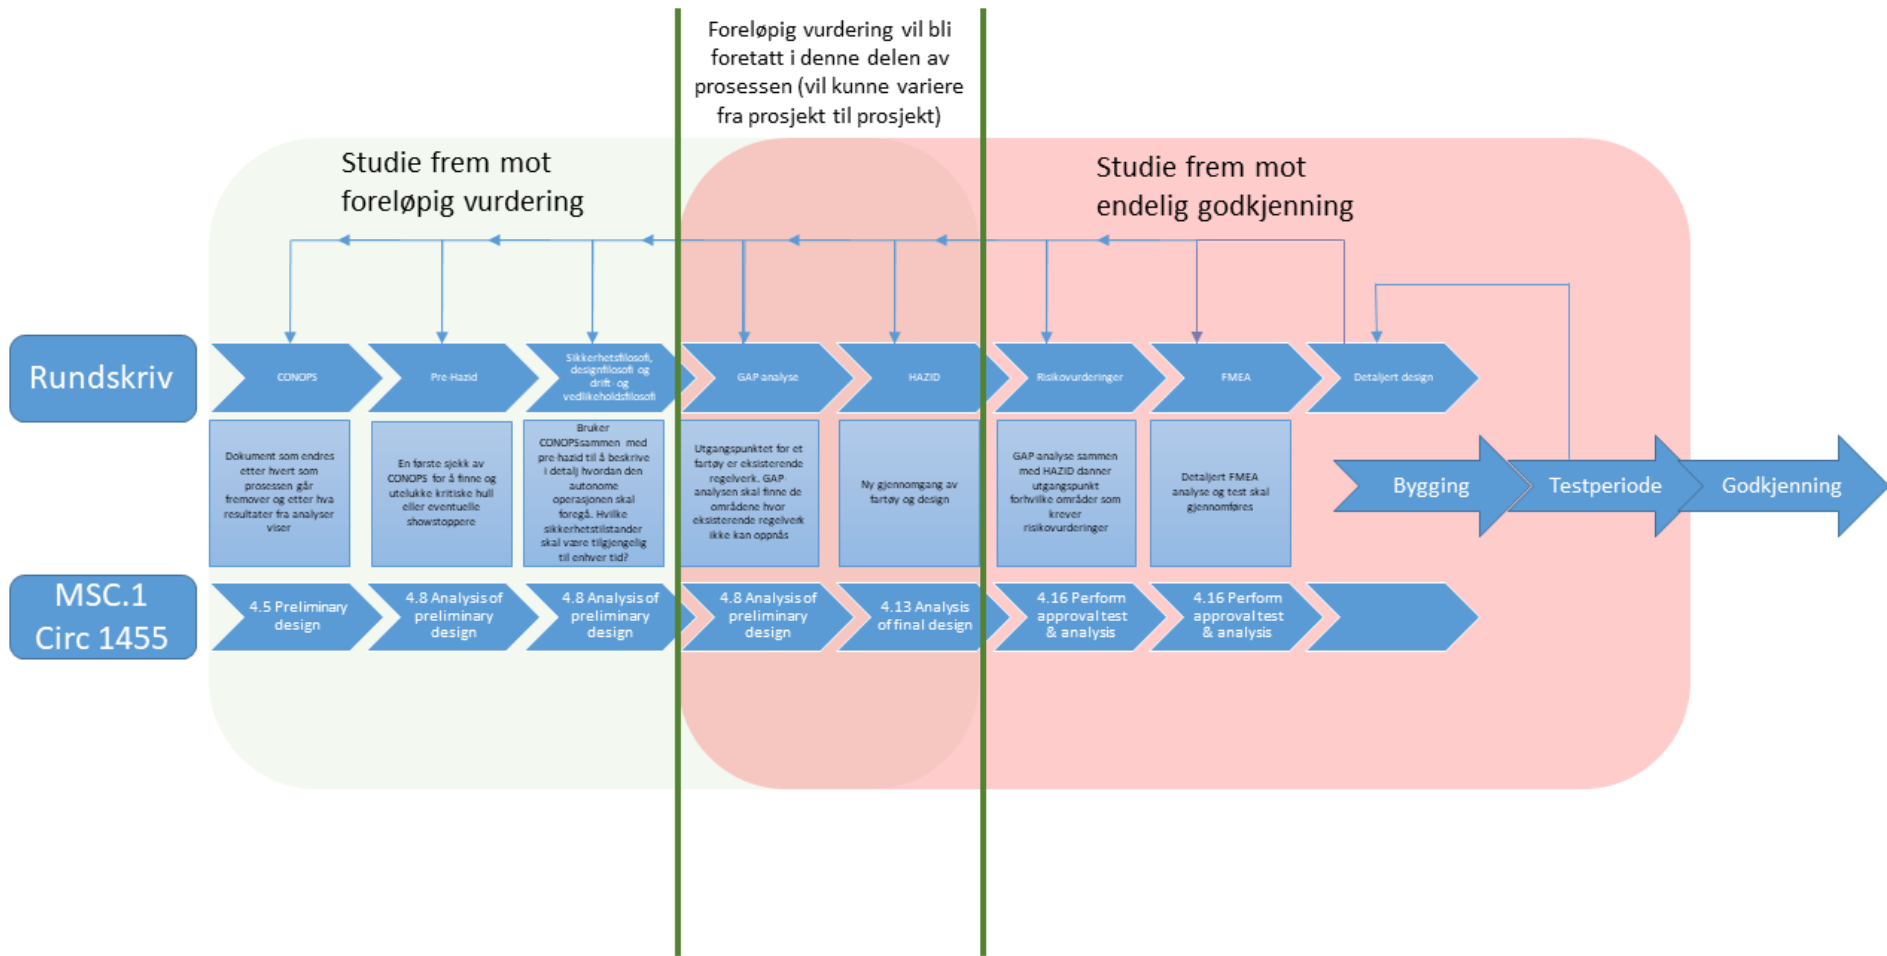 Foreløpig vurdering vil bli
foretatt i denne delen av
prosessen (vil kunne variere
fra prosjekt til prosjekt)
Studie frem mot
foreløpig vurdering
Studie frem mot
endelig godkjenning
Rundskriv
CONOPS
Pre-Hazid
Sikkerhetsfilosofi,
designfilosofi og
drift- og
vedlikeholdsfilosofi
GAP-analyse
HAZID
Risikovurderinger
FMEA
Detaljert design
Dokument som endres
etter hvert som
prosessen går
fremover og etter hva
resultater fra analyser
viser
En første sjekk av
CONOPS for å finne og
utelukke kritiske hull
eller eventuelle
showstoppere
Bruker
CONOPSsammen med
pre-hazid til å beskrive
i detalj hvordan den
autonome
operasjonen skal
foregå. Hvilke
sikkerhetstilstander
skal være tilgjengelig
til enhver tid?
Utgangspunktet for et
fartøy er eksisterende
regelverk. GAP-
analysen skal finne de
områdene hvor
eksisterende regelverk
ikke kan oppnås
Ny gjennomgang av
fartøy og design
GAP analyse sammen
med HAZID danner
utgangspunkt
forhvilke områder som
krever
risikovurderinger
Detaljert FMEA
analyse og test skal
gjennomføres
Bygging
Testperiode
Godkjenning
MSC.1
Circ 1455
4.5 Preliminary
design
4.8 Analysis of
preliminary
design
4.8 Analysis of
preliminary
design
4.8 Analysis of
preliminary
design
4.13 Analysis
of final design
4.16 Perform
approval test
& analysis
4.16 Perform
approval test
& analysis